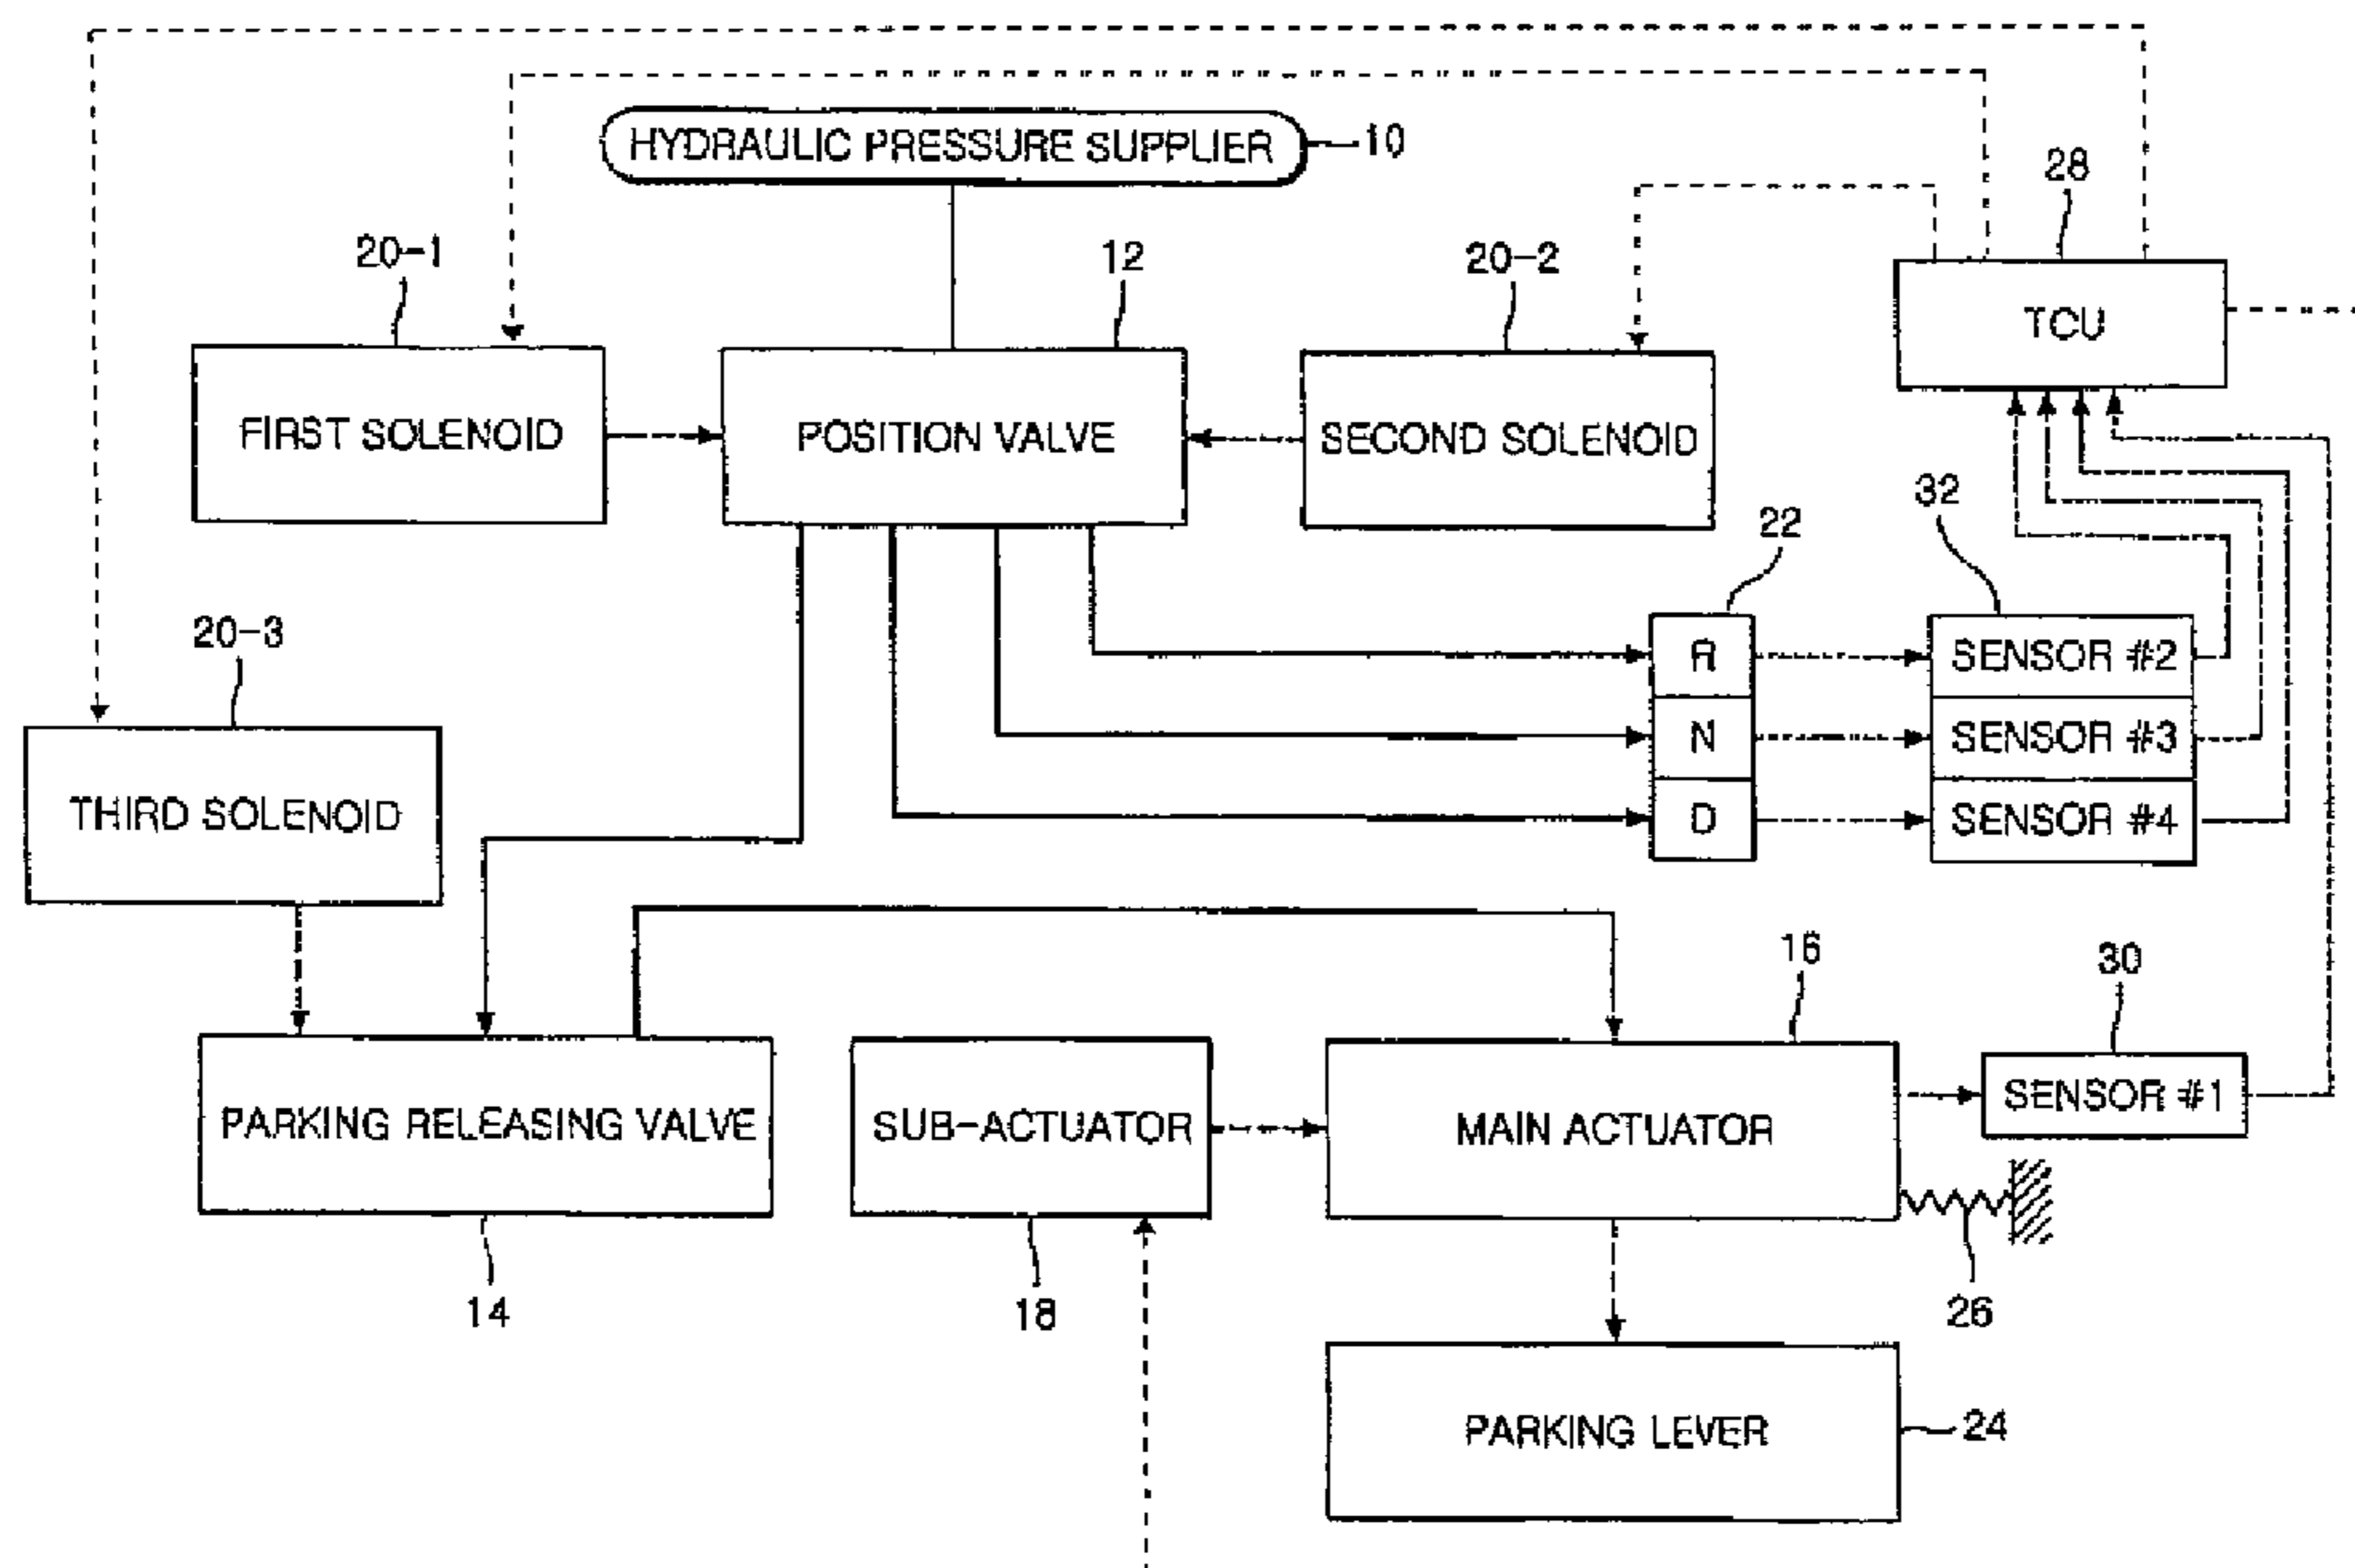 HYDRAULIC PRESSURE SUPPLIER
10
28
20-1
12
20-2
TCU
FIRST SOLENOID
POSITION VALVE
SECOND SOLENOID
32
22
20-3
R
SENSOR #2
N
SENSOR #3
THIRD SOLENOID
D
SENSOR #4
16
30
PARKING RELEASING VALVE
SUB-ACTUATOR
MAIN ACTUATOR
SENSOR #1
14
18
26
PARKING LEVER
24